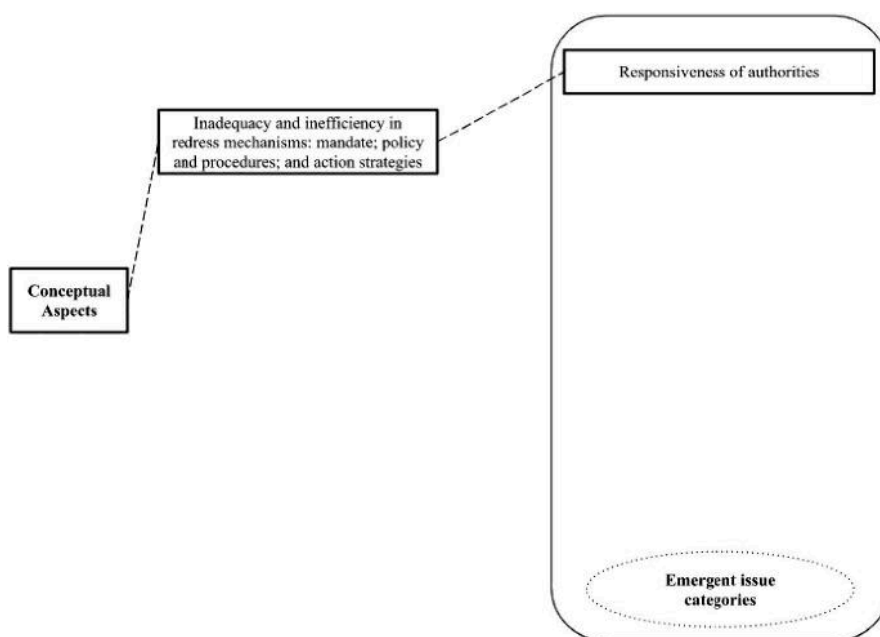 Responsiveness of authorities
Inadequacy and inefficiency in
redress mechanisms: mandate; policy
and procedures; and action strategies
Conceptual
Aspects
Emergent issue
categories